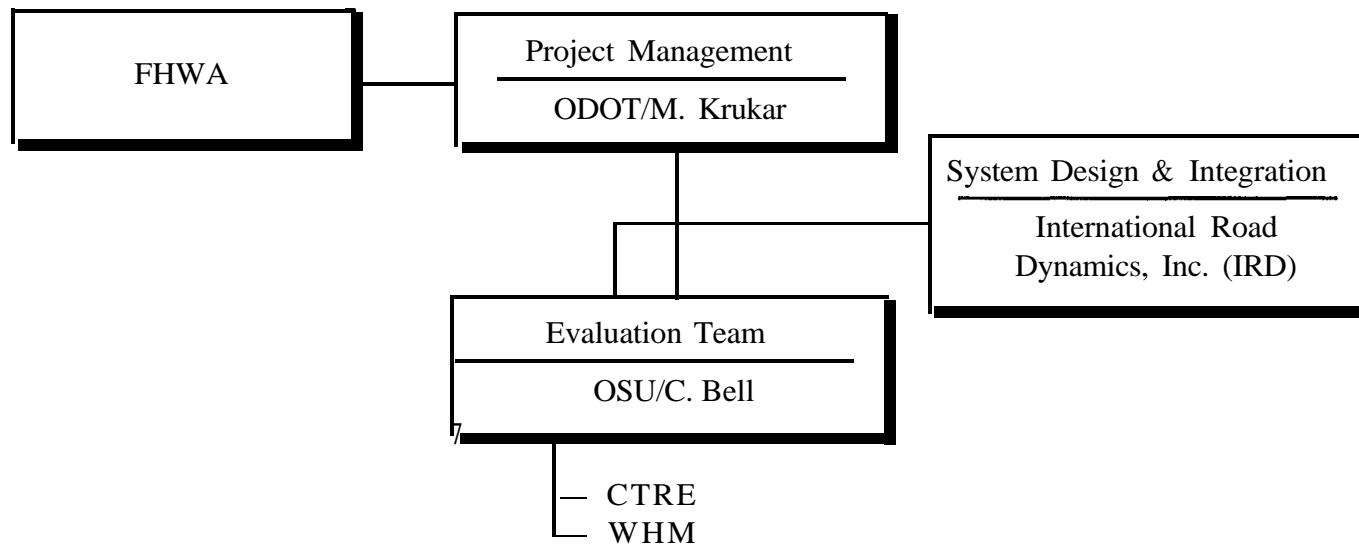 FHWA
Project Management
ODOT/M. Krukar
System Design & Integration
International Road
Dynamics, Inc. (IRD)
Evaluation Team
OSU/C. Bell
7
CTRE
WHM